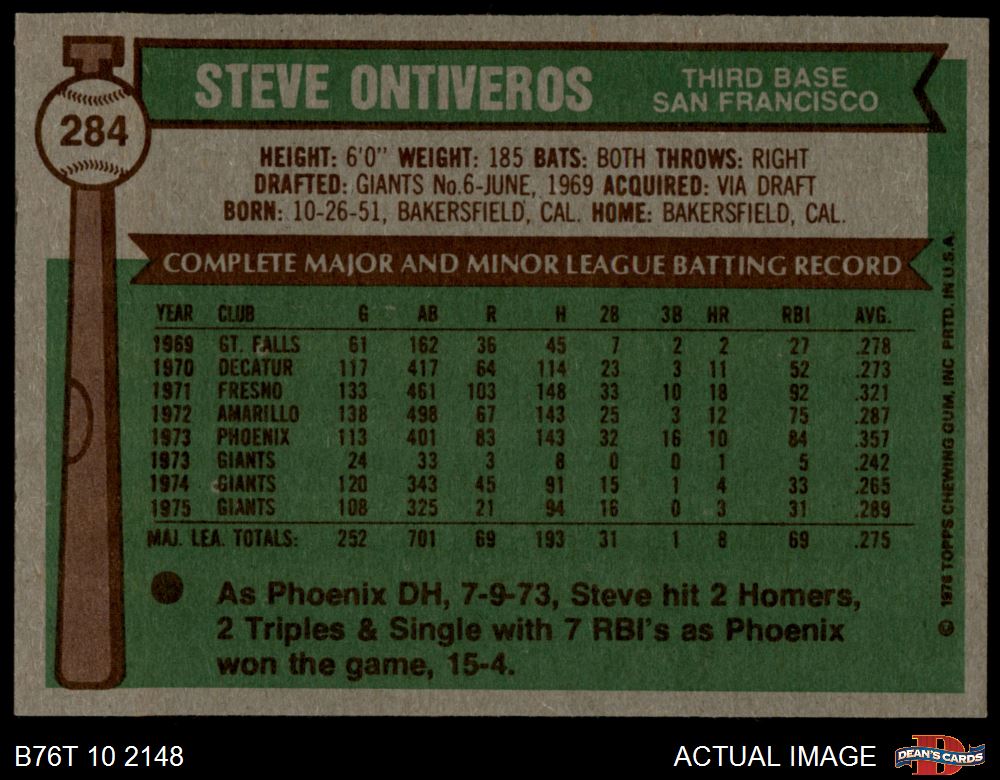 284
STEVE ONTIVEROS
THIRD BASE
SAN FRANCISCO
HEIGHT: 6'0" WEIGHT: 185 BATS: BOTH THROWS: RIGHT
DRAFTED: GIANTS No.6-JUNE, 1969 ACQUIRED: VIA DRAFT
BORN: 10-26-51, BAKERSFIELD, CAL. HOME: BAKERSFIELD, CAL.
COMPLETE MAJOR AND MINOR LEAGUE BATTING RECORD
YEAR CLUB G AB R H 2B 3B HR RBI AVG.
1969 GT. FALLS 61 162 36 45 7 2 2 27 .278
1970 DECATUR 117 417 64 114 23 3 11 52 .273
1971 FRESNO 133 461 103 148 33 10 18 92 .321
1972 AMARILLO 138 498 67 143 25 3 12 75 .287
1973 PHOENIX 113 401 83 143 32 16 10 84 .357
1973 GIANTS 24 33 3 8 0 0 1 5 .242
1974 GIANTS 120 343 45 91 15 1 4 33 .265
1975 GIANTS 108 325 21 94 16 0 3 31 .289
MAJ. LEA. TOTALS: 252 701 69 193 31 1 8 69 .275
As Phoenix DH, 7-9-73, Steve hit 2 Homers,
2 Triples & Single with 7 RBI's as Phoenix
won the game, 15-4.
© 1976 TOPPS CHEWING GUM, INC PRTD. IN U.S.A.
B76T 10 2148
ACTUAL IMAGE
D
DEAN'S CARDS